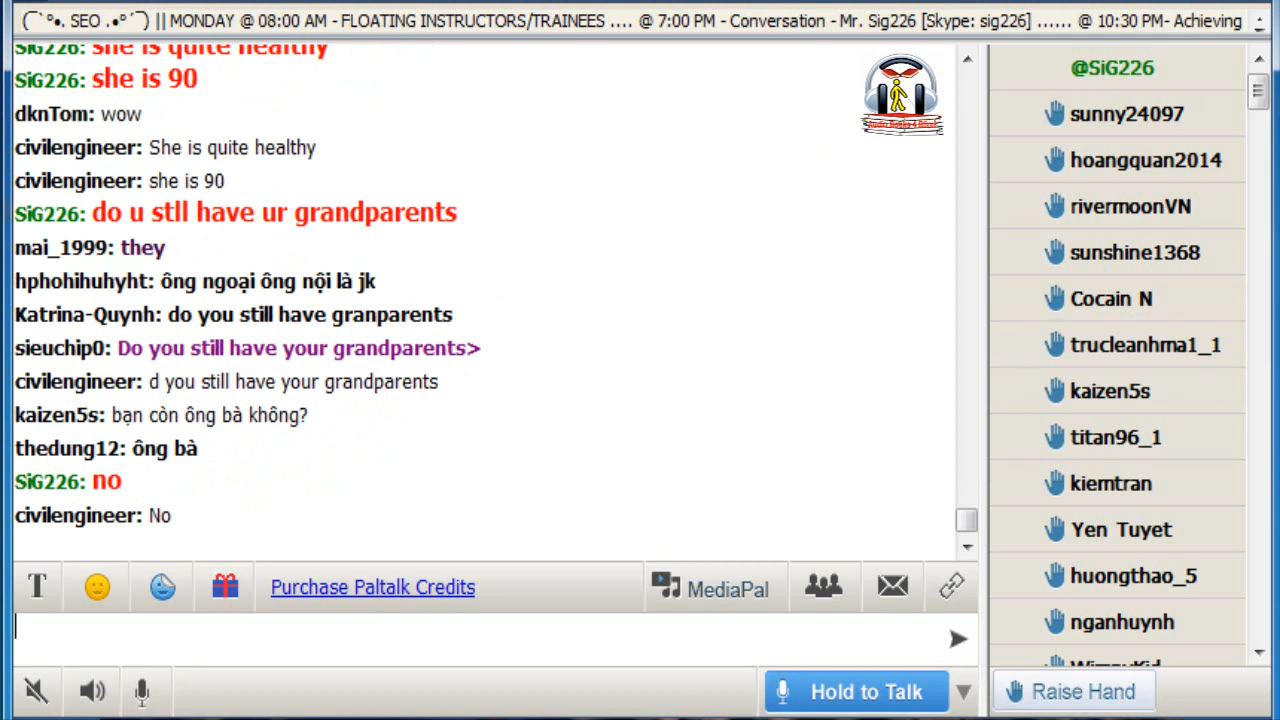 (¯`°•. SEO .•°´¯) || MONDAY @ 08:00 AM - FLOATING INSTRUCTORS/TRAINEES .... @ 7:00 PM - Conversation - Mr. Sig226 [Skype: sig226] ...... @ 10:30 PM- Achieving
SiG226: she is quite healthy
SiG226: she is 90
dknTom: wow
civilengineer: She is quite healthy
civilengineer: she is 90
SiG226: do u stll have ur grandparents
mai_1999: they
hphohihuhyht: ông ngoại ông nội là jk
Katrina-Quynh: do you still have granparents
sieuchip0: Do you still have your grandparents>
civilengineer: d you still have your grandparents
kaizen5s: bạn còn ông bà không?
thedung12: ông bà
SiG226: no
civilengineer: No
T
Purchase Paltalk Credits
MediaPal
Hold to Talk
@SiG226
sunny24097
hoangquan2014
rivermoonVN
sunshine1368
Cocain N
trucleanhma1_1
kaizen5s
titan96_1
kiemtran
Yen Tuyet
huongthao_5
nganhuynh
Raise Hand